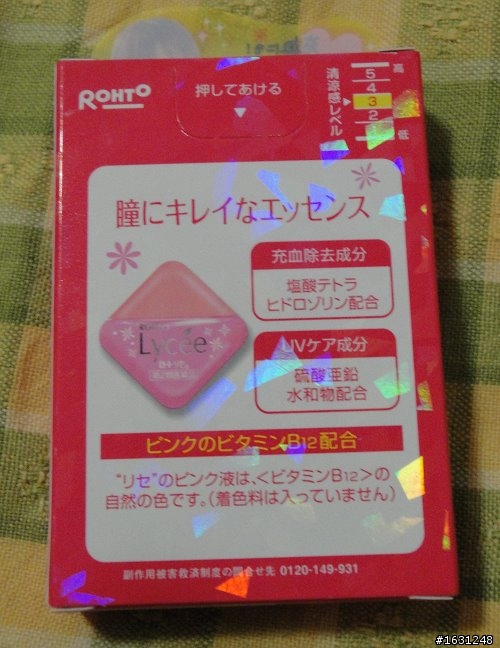 ROHTO
押してあける
清涼感レベル
高
5
4
3
2
低
瞳にキレイなエッセンス
充血除去成分
塩酸テトラ
ヒドロゾリン配合
Lycée
UVケア成分
硫酸亜鉛
水和物配合
ピンクのビタミンB12配合
“リセ”のピンク液は、<ビタミンB12>の
自然の色です。(着色料は入っていません)
副作用被害救済制度の問合せ先 0120-149-931
#1631248